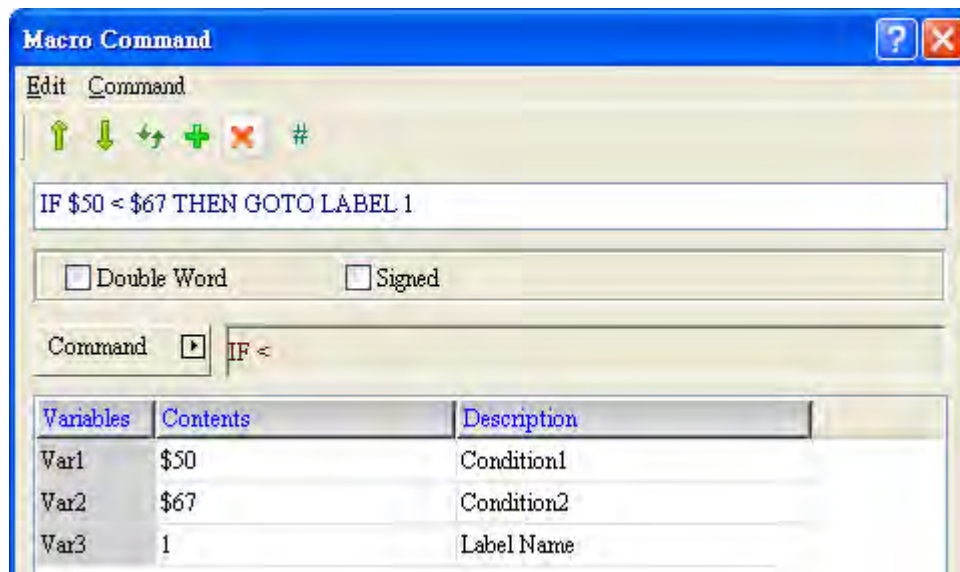 Macro Command
Edit Command
#
IF $50 < $67 THEN GOTO LABEL 1
Double Word Signed
Command IF <
Variables Contents Description
Var1 $50 Condition1
Var2 $67 Condition2
Var3 1 Label Name